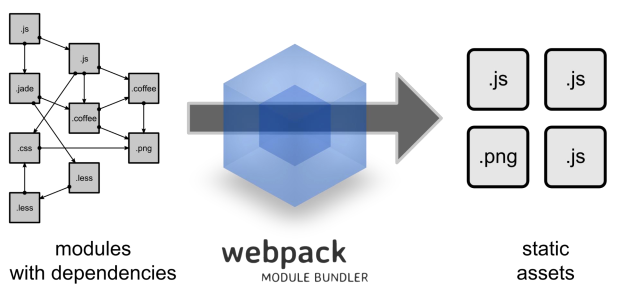 .js
.js
.jade
.coffee
.coffee
.css
.png
.less
.less
modules
with dependencies
webpack
MODULE BUNDLER
.js
.js
.png
.js
static
assets